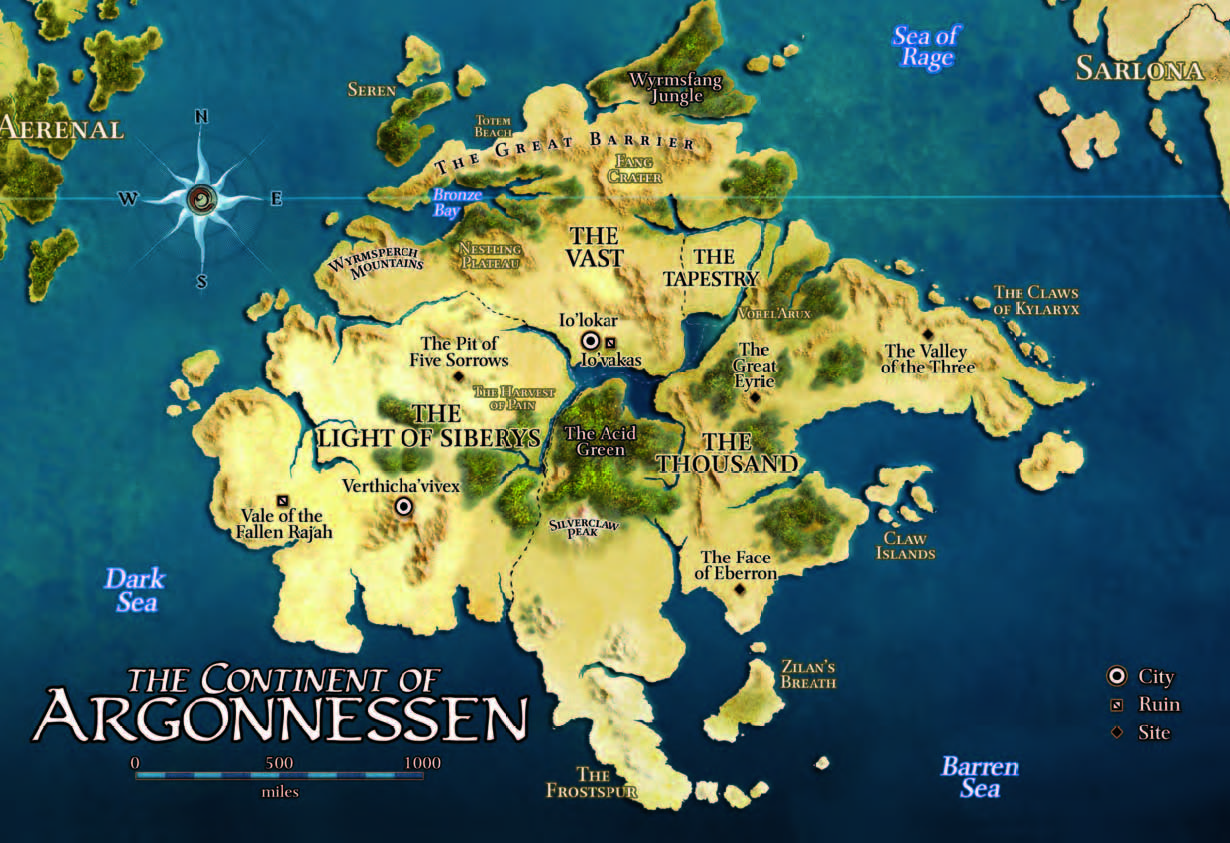 Sea of
Rage
SARLONA
Wyrmsfang
Jungle
SEREN
AERENAL
TOTEM
BEACH
THE GREAT BARRIER
FANG
CRATER
N
W
E
S
Bronze
Bay
WYRMSPERCH
MOUNTAINS
NESTLING
PLATEAU
THE
VAST
THE
TAPESTRY
THE CLAWS
OF KYLARYX
VOREL'ARUX
Io'lokar
Io'vakas
The Pit of
Five Sorrows
The Great
Eyrie
The Valley
of the Three
THE HARVEST
OF PAIN
THE
LIGHT OF SIBERYS
The Acid
Green
THE
THOUSAND
Verthicha'vivex
Vale of the
Fallen Rajah
SILVERCLAW
PEAK
CLAW
ISLANDS
The Face
of Eberron
Dark
Sea
ZILAN'S
BREATH
THE CONTINENT OF
ARGONNESSEN
0 500 1000
miles
THE
FROSTSPUR
Barren
Sea
City
Ruin
Site